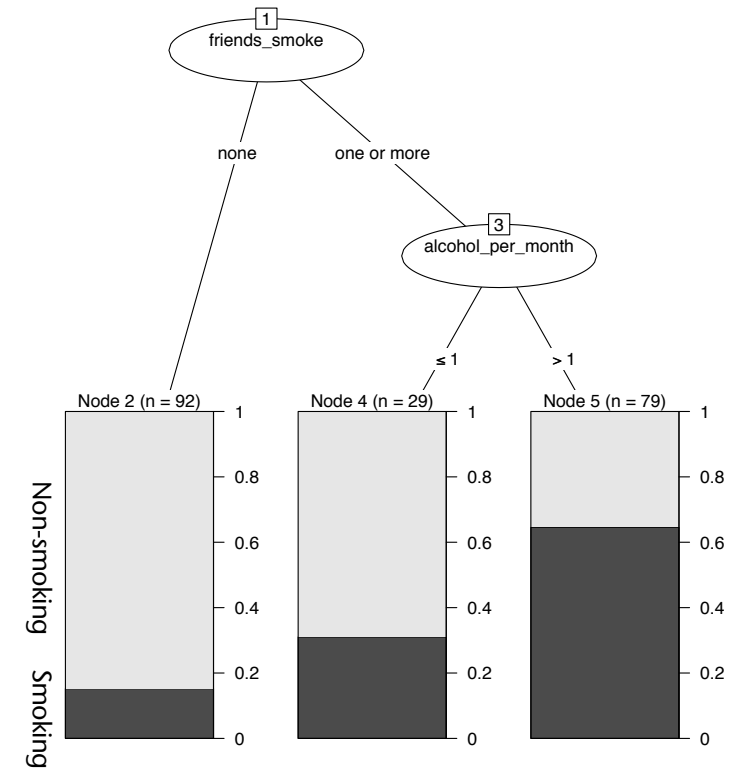 1
friends_smoke
none
one or more
3
alcohol_per_month
≤ 1
> 1
Node 2 (n = 92)
Node 4 (n = 29)
Node 5 (n = 79)
1
0.8
0.6
0.4
0.2
0
1
0.8
0.6
0.4
0.2
0
1
0.8
0.6
0.4
0.2
0
Non-smoking
Smoking